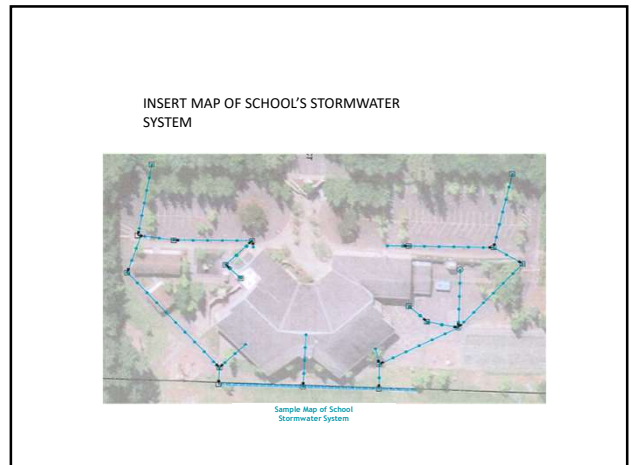 INSERT MAP OF SCHOOL'S STORMWATER
SYSTEM
Sample Map of School
Stormwater System